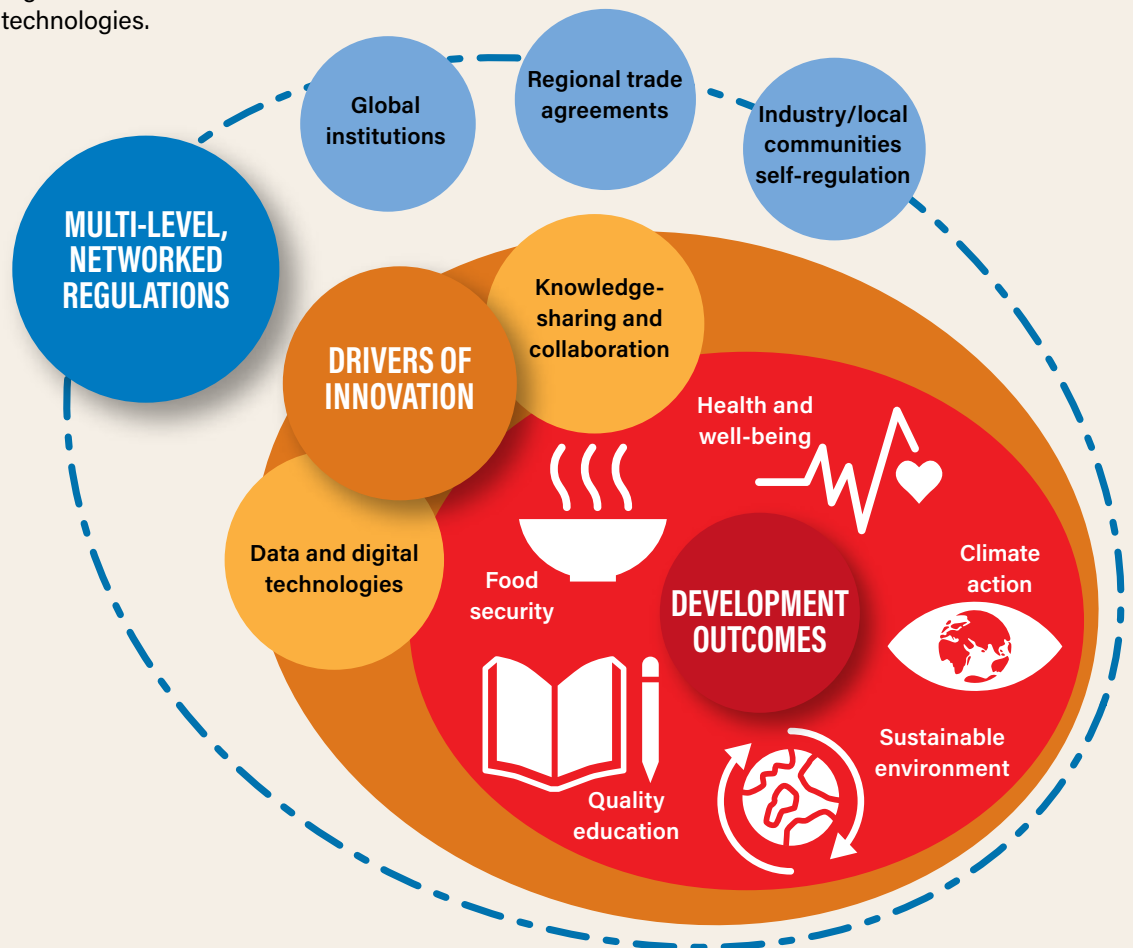 technologies.
Global
institutions
Regional trade
agreements
Industry/local
communities
self-regulation
MULTI-LEVEL,
NETWORKED
REGULATIONS
DRIVERS OF
INNOVATION
Knowledge-
sharing and
collaboration
Data and digital
technologies
Health and
well-being
Food
security
DEVELOPMENT
OUTCOMES
Climate
action
Sustainable
environment
Quality
education